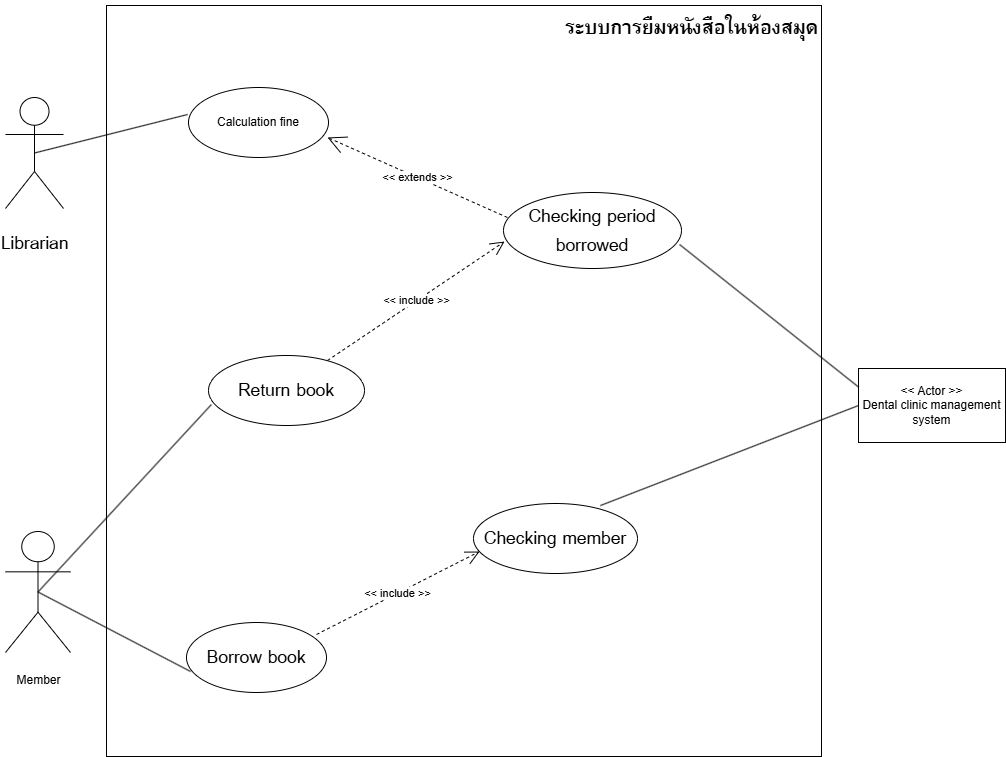 ระบบการยืมหนังสือในห้องสมุด
Calculation fine
<< extends >>
Librarian
Checking period
borrowed
<< include >>
Return book
<< Actor >>
Dental clinic management
system
Checking member
<< include >>
Borrow book
Member